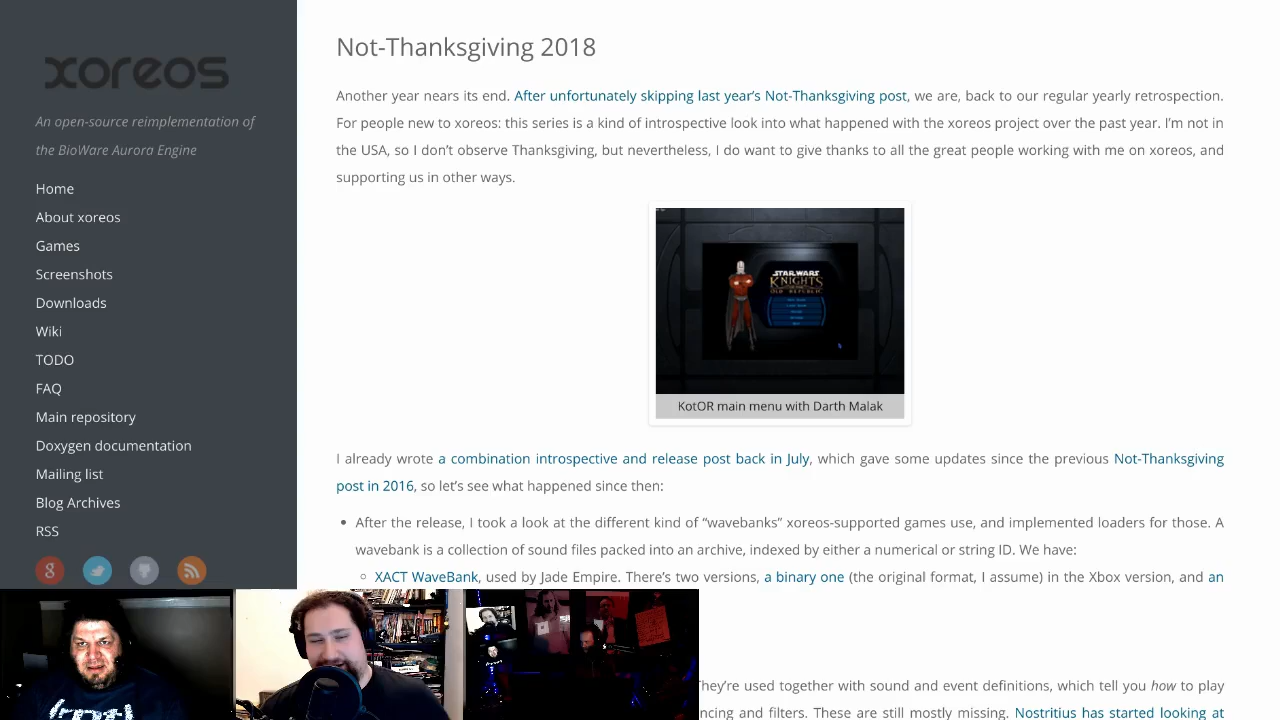 xoreos
An open-source reimplementation of
the BioWare Aurora Engine
Home
About xoreos
Games
Screenshots
Downloads
Wiki
TODO
FAQ
Main repository
Doxygen documentation
Mailing list
Blog Archives
RSS
Not-Thanksgiving 2018
Another year nears its end. After unfortunately skipping last year’s Not-Thanksgiving post, we are, back to our regular yearly retrospection.
For people new to xoreos: this series is a kind of introspective look into what happened with the xoreos project over the past year. I’m not in
the USA, so I don’t observe Thanksgiving, but nevertheless, I do want to give thanks to all the great people working with me on xoreos, and
supporting us in other ways.
STAR WARS
KNIGHTS
OLD REPUBLIC
KotOR main menu with Darth Malak
I already wrote a combination introspective and release post back in July, which gave some updates since the previous Not-Thanksgiving
post in 2016, so let’s see what happened since then:
After the release, I took a look at the different kind of “wavebanks” xoreos-supported games use, and implemented loaders for those. A
wavebank is a collection of sound files packed into an archive, indexed by either a numerical or string ID. We have:
XACT WaveBank, used by Jade Empire. There’s two versions, a binary one (the original format, I assume) in the Xbox version, and an
They’re used together with sound and event definitions, which tell you how to play
and filters. These are still mostly missing. Nostritius has started looking at